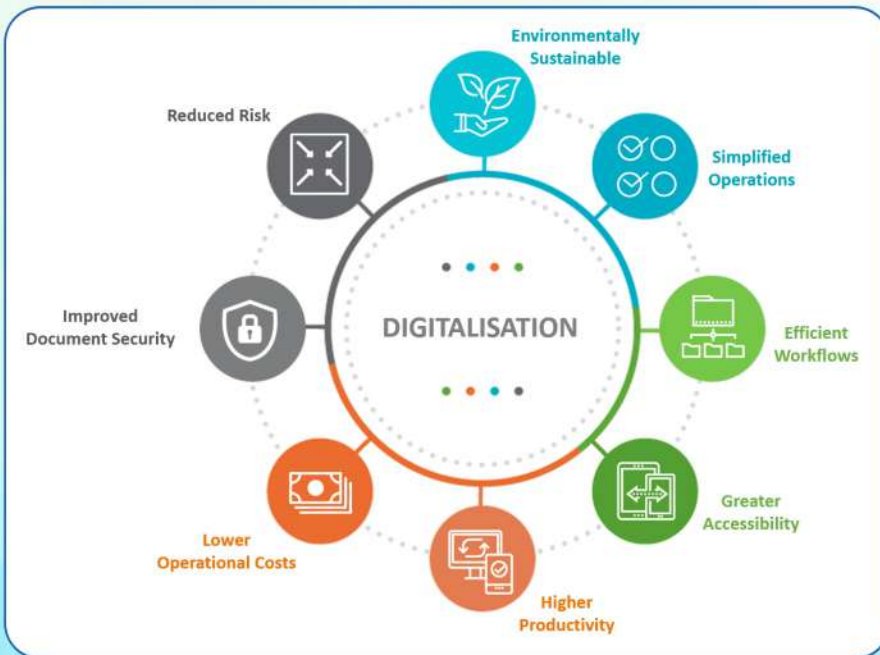 Environmentally
Sustainable
Reduced Risk
Simplified
Operations
Improved
Document Security
DIGITALISATION
Efficient
Workflows
Greater
Accessibility
Lower
Operational Costs
Higher
Productivity